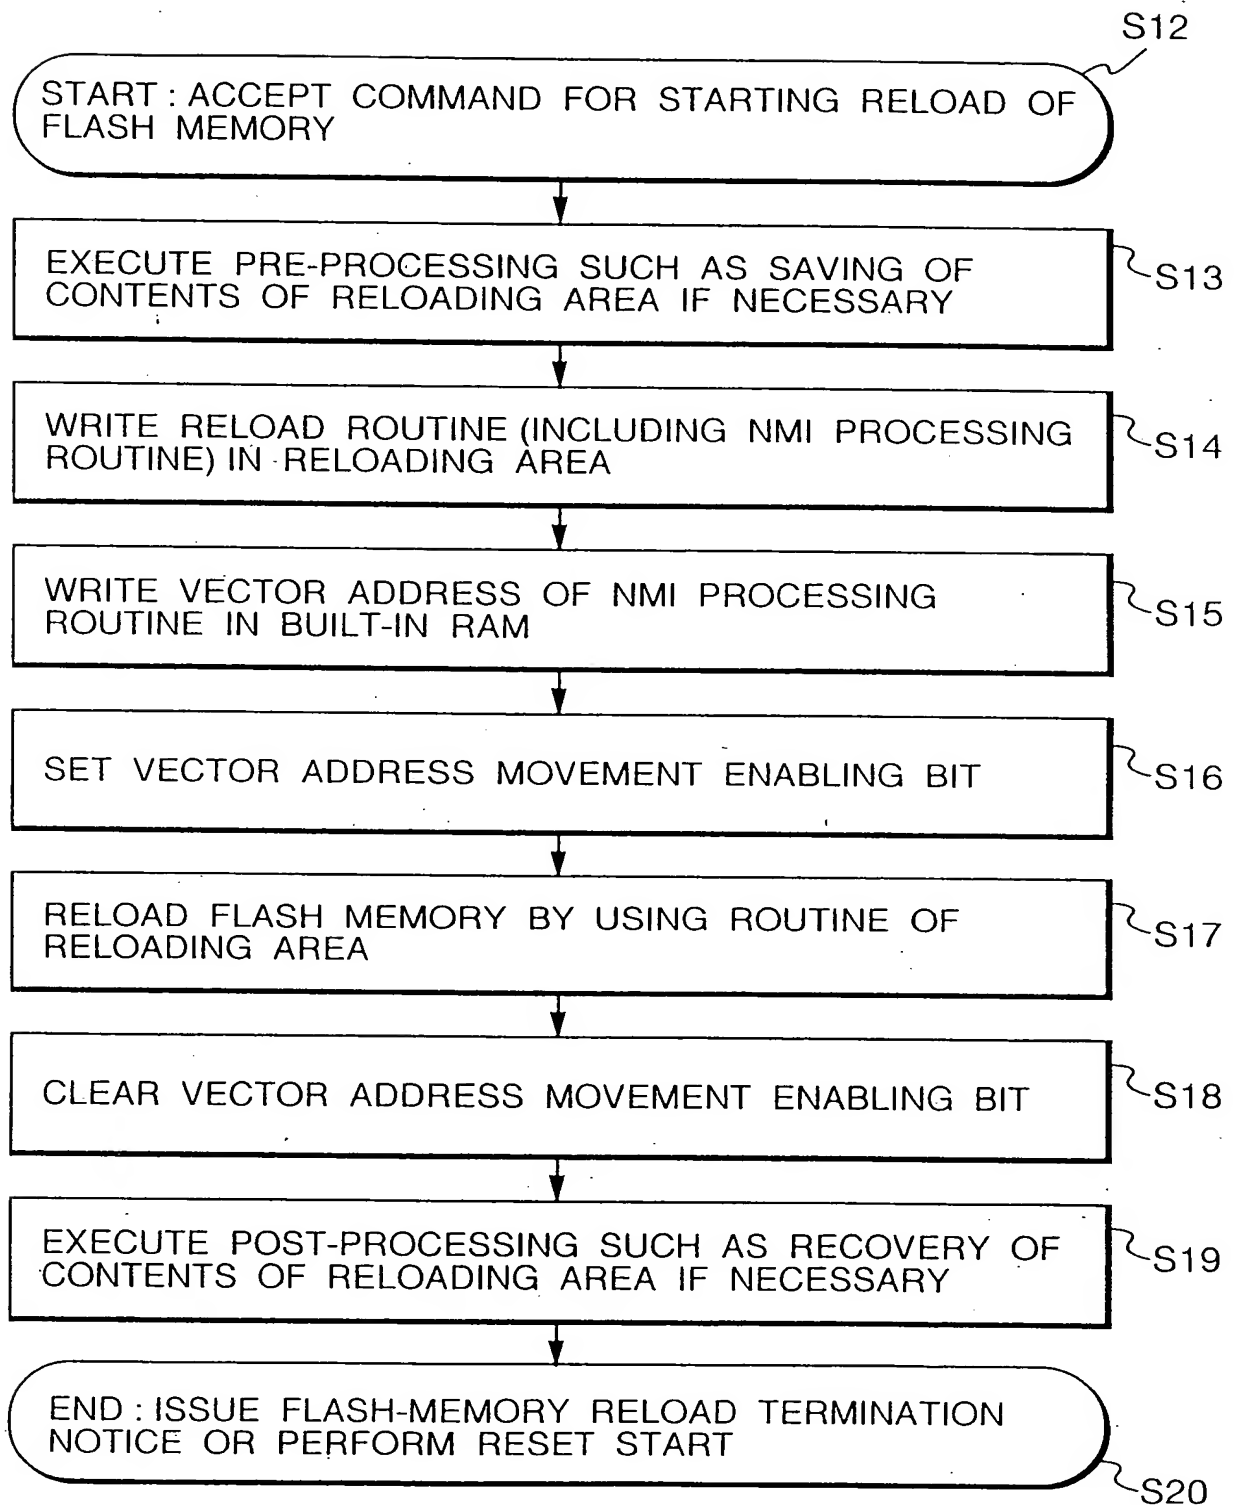 S12
START : ACCEPT COMMAND FOR STARTING RELOAD OF
FLASH MEMORY
EXECUTE PRE-PROCESSING SUCH AS SAVING OF
CONTENTS OF RELOADING AREA IF NECESSARY
S13
WRITE RELOAD ROUTINE (INCLUDING NMI PROCESSING
ROUTINE) IN RELOADING AREA
S14
WRITE VECTOR ADDRESS OF NMI PROCESSING
ROUTINE IN BUILT-IN RAM
S15
SET VECTOR ADDRESS MOVEMENT ENABLING BIT
S16
RELOAD FLASH MEMORY BY USING ROUTINE OF
RELOADING AREA
S17
CLEAR VECTOR ADDRESS MOVEMENT ENABLING BIT
S18
EXECUTE POST-PROCESSING SUCH AS RECOVERY OF
CONTENTS OF RELOADING AREA IF NECESSARY
S19
END : ISSUE FLASH-MEMORY RELOAD TERMINATION
NOTICE OR PERFORM RESET START
S20